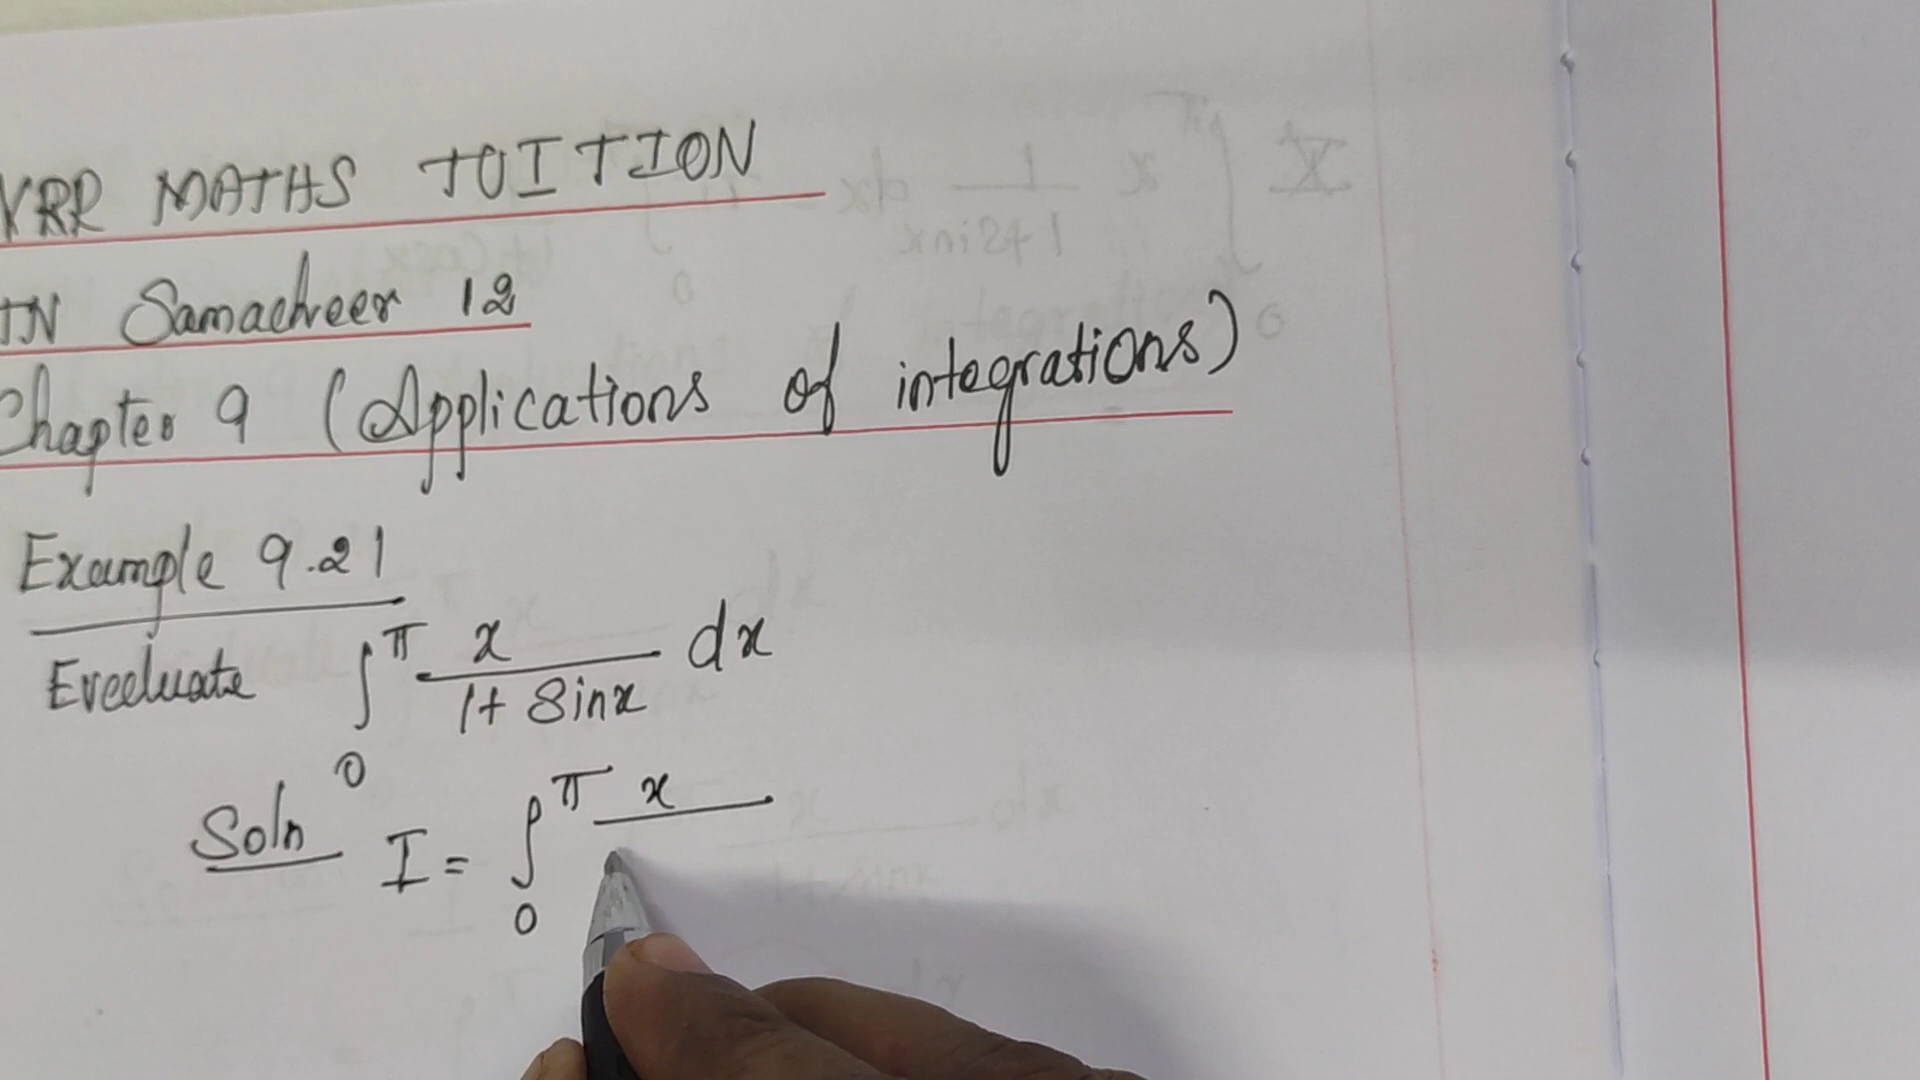 VRR MATHS TUITION
TN Samacheer 12
Chapter 9 (Applications of integrations)
Example 9.21
Evaluate ∫₀^π x/(1+ Sinx) dx
Soln I = ∫₀^π x